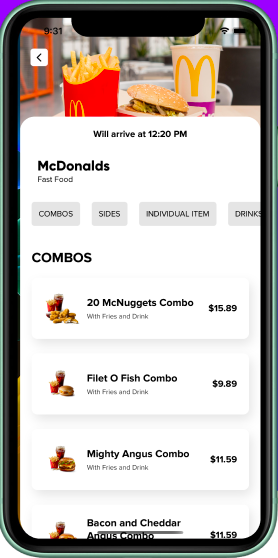 9:31
Will arrive at 12:20 PM
McDonalds
Fast Food
COMBOS
SIDES
INDIVIDUAL ITEM
DRINKS
COMBOS
20 McNuggets Combo
With Fries and Drink
$15.89
Filet O Fish Combo
With Fries and Drink
$9.89
Mighty Angus Combo
With Fries and Drink
$11.59
Bacon and Cheddar
Angus Combo
$11.59